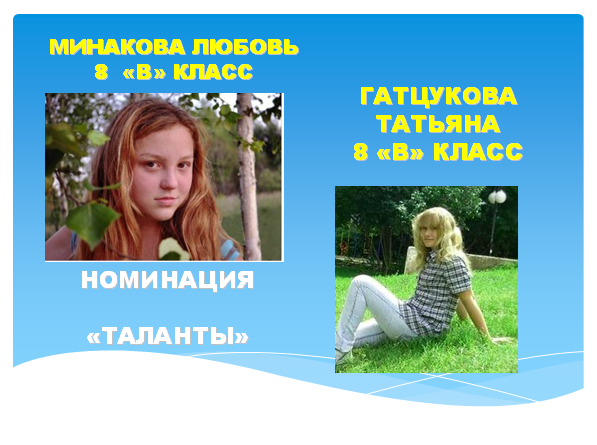 МИНАКОВА ЛЮБОВЬ
8 «В» КЛАСС
ГАТЦУКОВА
ТАТЬЯНА
8 «В» КЛАСС
НОМИНАЦИЯ
«ТАЛАНТЫ»